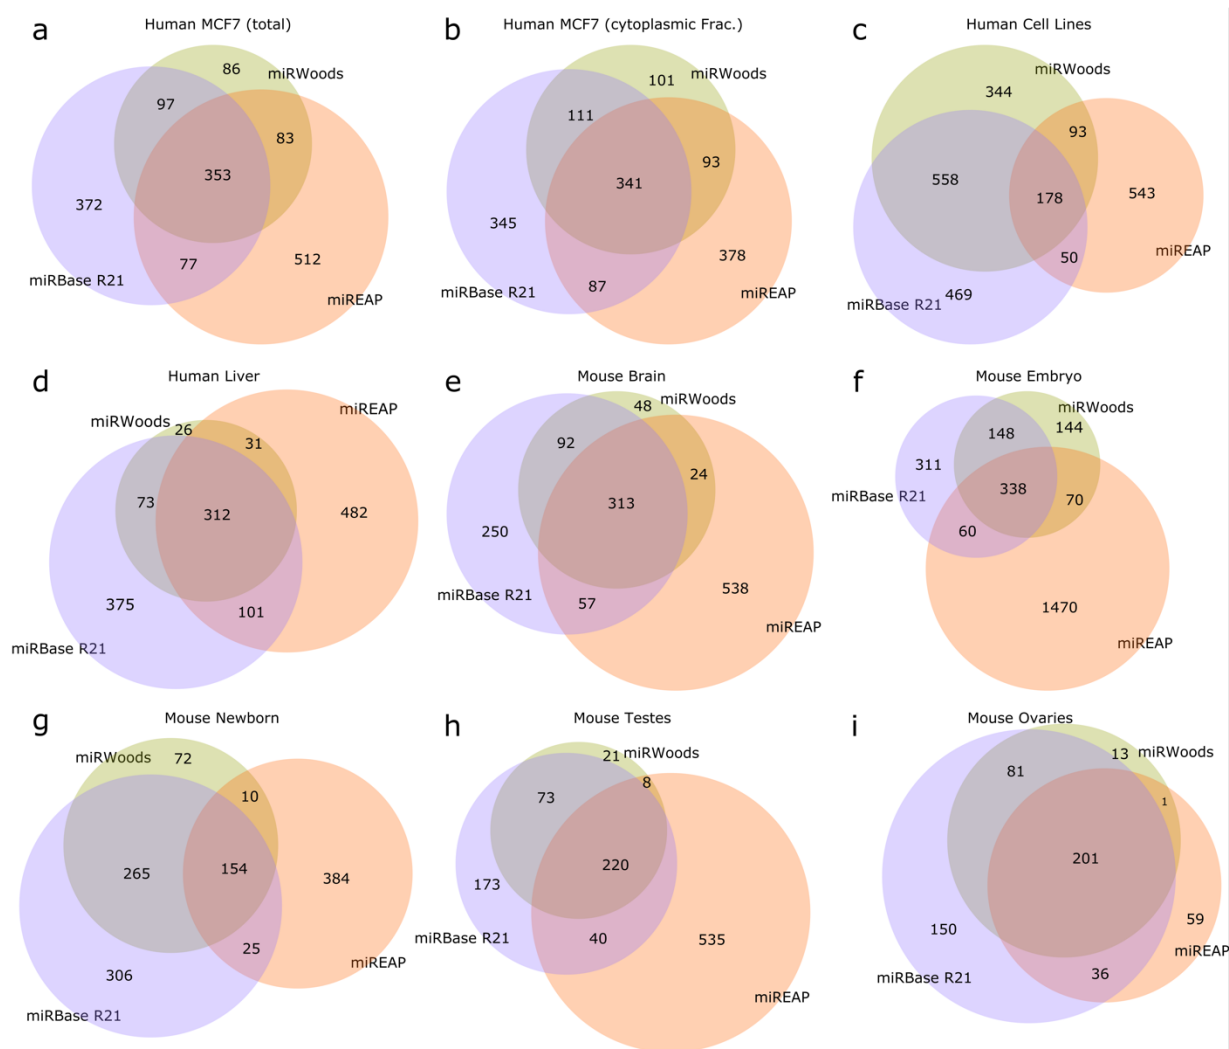 a
Human MCF7 (total)
86
miRWoods
97
83
353
372
77
512
miRBase R21
miREAP
b
Human MCF7 (cytoplasmic Frac.)
101
miRWoods
111
93
341
345
378
87
miRBase R21
miREAP
c
Human Cell Lines
miRWoods
344
93
558
178
543
miREAP
50
469
miRBase R21
d
Human Liver
miREAP
miRWoods
26
31
73
312
482
375
101
miRBase R21
e
Mouse Brain
48
miRWoods
92
24
313
250
538
57
miRBase R21
miREAP
f
Mouse Embryo
miRWoods
144
148
311
338
70
miRBase R21
60
1470
miREAP
g
Mouse Newborn
miRWoods
72
10
265
154
384
25
miREAP
306
miRBase R21
h
Mouse Testes
21
miRWoods
8
73
220
173
miRBase R21
40
535
miREAP
i
Mouse Ovaries
13
miRWoods
81
1
201
59
150
miREAP
36
miRBase R21